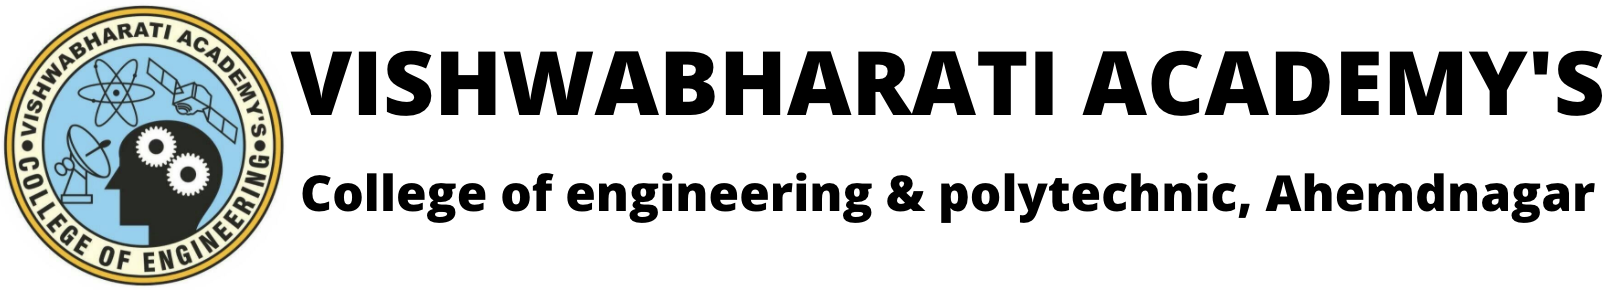 VISHWABHARATI ACADEMY'S
COLLEGE OF ENGINEERING
VISHWABHARATI ACADEMY'S
College of engineering & polytechnic, Ahemdnagar